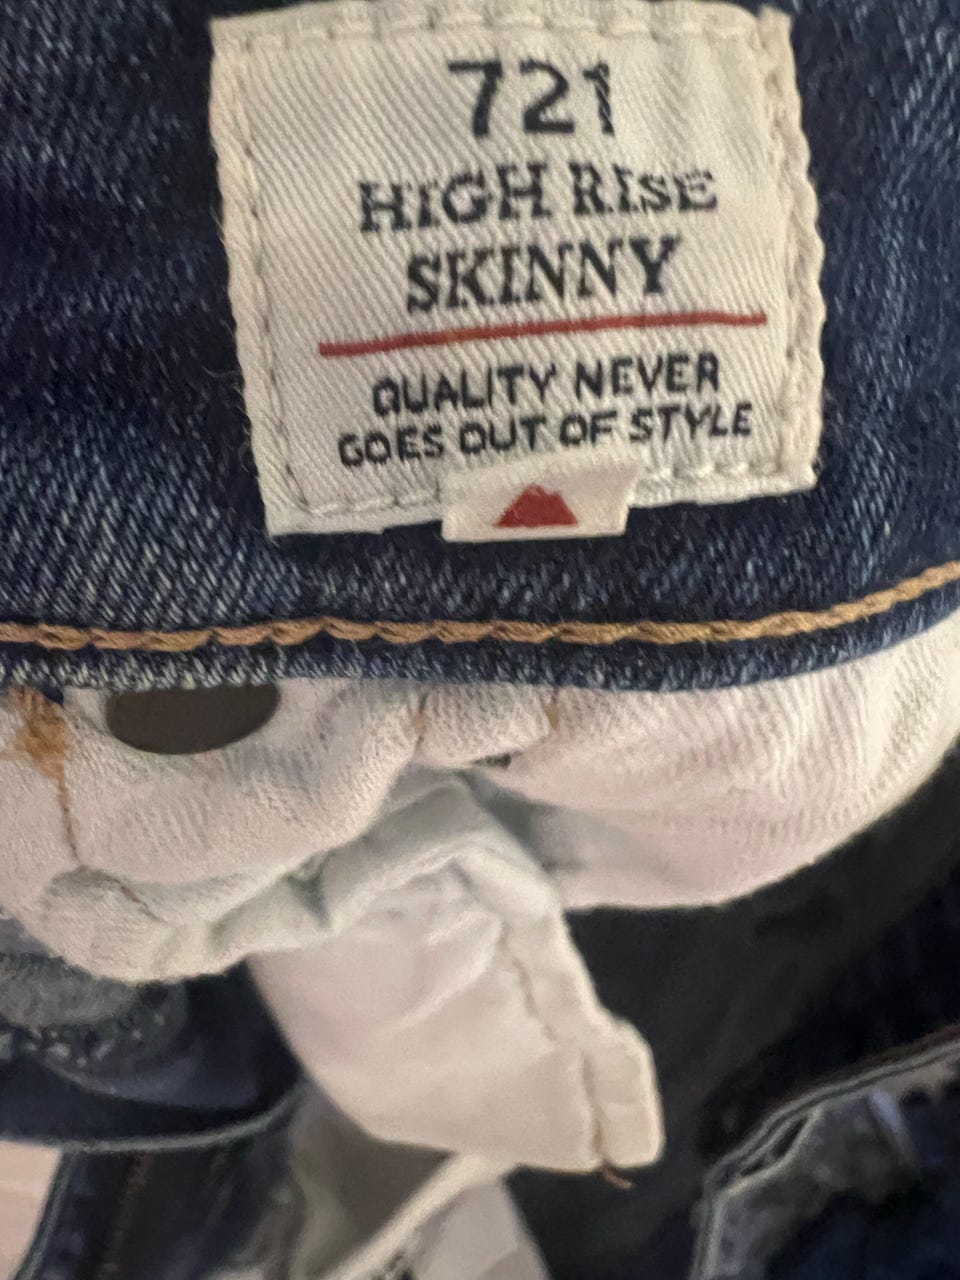 721
HIGH RISE
SKINNY
QUALITY NEVER
GOES OUT OF STYLE